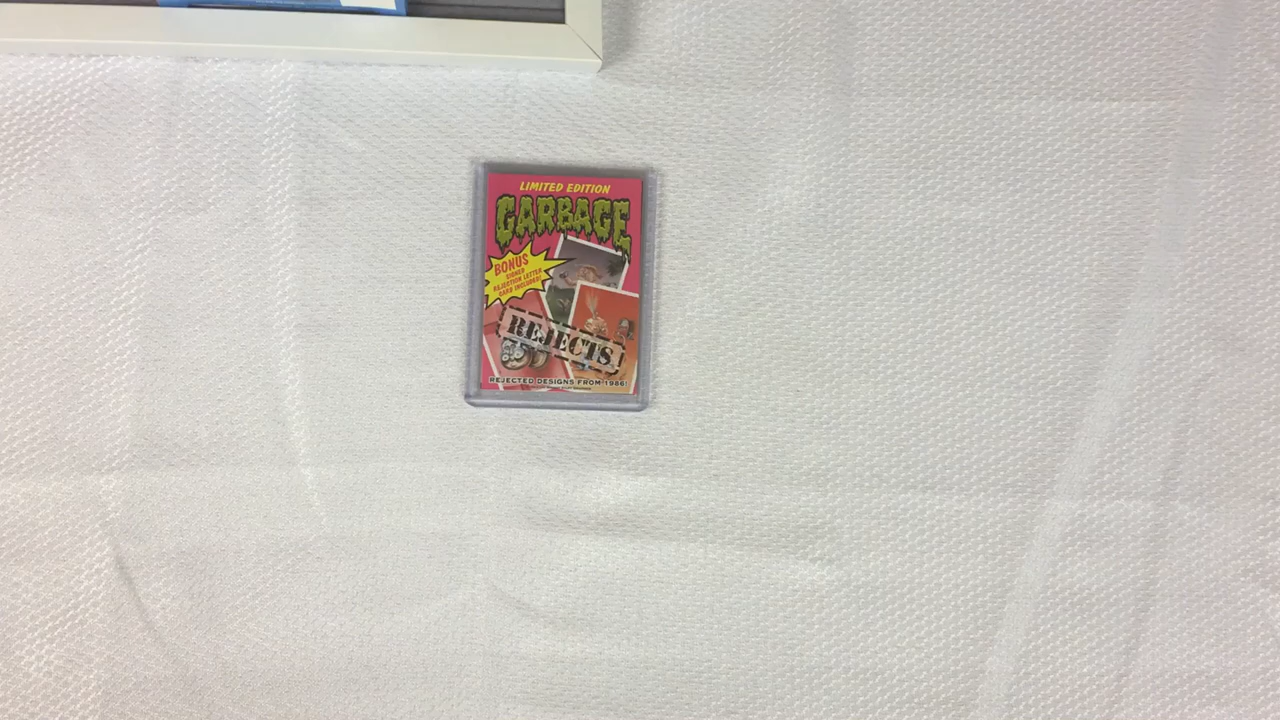 LIMITED EDITION
GARBAGE
BONUS
SIGNED
REJECTION LETTER
CARD INCLUDED!
REJECTS
REJECTED DESIGNS FROM 1986!